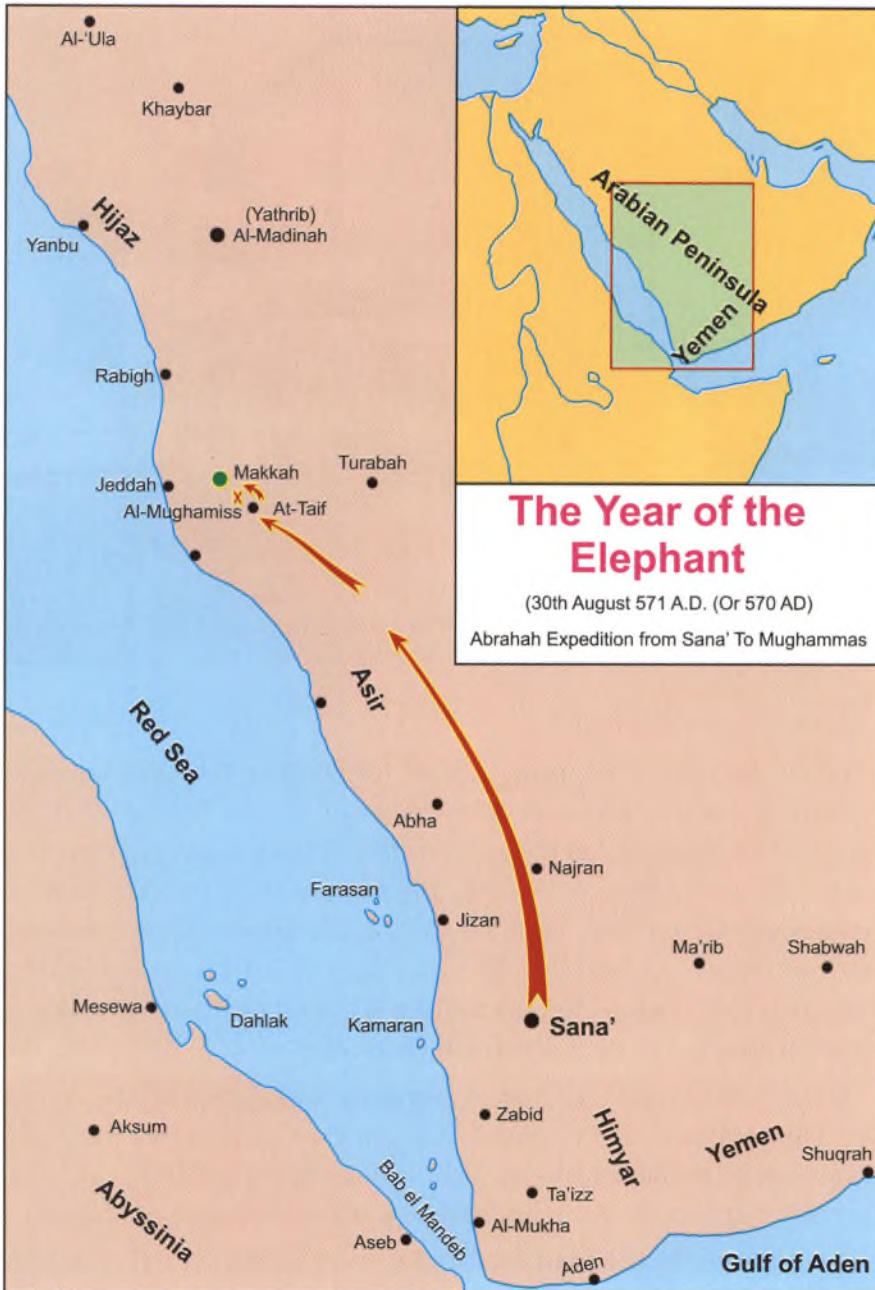 Al-'Ula
Khaybar
Hijaz
(Yathrib)
Al-Madinah
Yanbu
Rabigh
Makkah
Turabah
Jeddah
Al-Mughamiss
x
At-Taif
Asir
Red Sea
Abha
Najran
Farasan
Jizan
Ma'rib
Shabwah
Mesewa
Dahlak
Kamaran
Sana'
Zabid
Aksum
Himyar
Yemen
Shuqrah
Ta'izz
Abyssinia
Bab el Mandeb
Al-Mukha
Aseb
Aden
Gulf of Aden
Arabian Peninsula
Yemen
The Year of the
Elephant
(30th August 571 A.D. (Or 570 AD)
Abrahah Expedition from Sana' To Mughammas